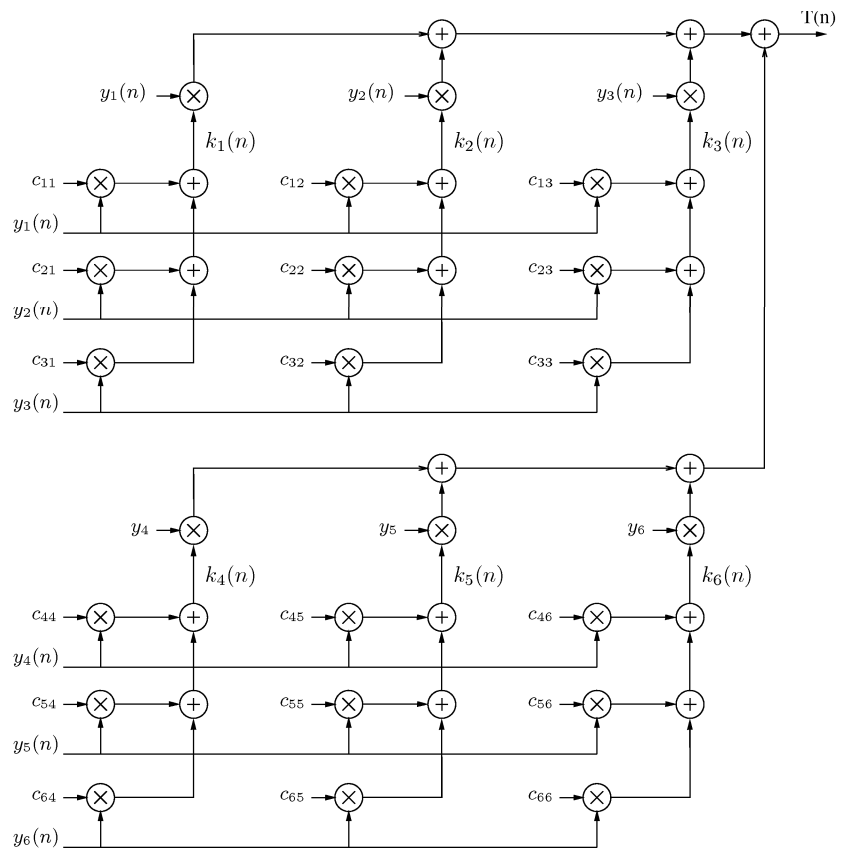 T(n)
y₁(n) y₂(n) y₃(n)
k₁(n) k₂(n) k₃(n)
c₁₁ c₁₂ c₁₃
y₁(n)
c₂₁ c₂₂ c₂₃
y₂(n)
c₃₁ c₃₂ c₃₃
y₃(n)
y₄ y₅ y₆
k₄(n) k₅(n) k₆(n)
c₄₄ c₄₅ c₄₆
y₄(n)
c₅₄ c₅₅ c₅₆
y₅(n)
c₆₄ c₆₅ c₆₆
y₆(n)